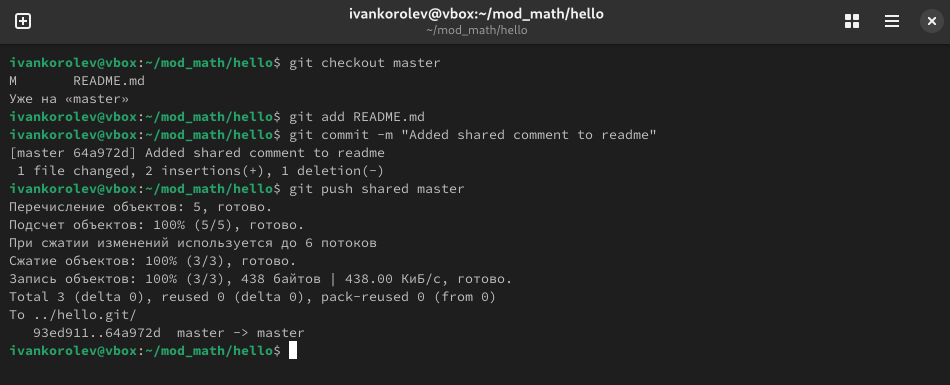 ivankorolev@vbox:~/mod_math/hello
~/mod_math/hello
ivankorolev@vbox:~/mod_math/hello$ git checkout master
M       README.md
Уже на «master»
ivankorolev@vbox:~/mod_math/hello$ git add README.md
ivankorolev@vbox:~/mod_math/hello$ git commit -m "Added shared comment to readme"
[master 64a972d] Added shared comment to readme
 1 file changed, 2 insertions(+), 1 deletion(-)
ivankorolev@vbox:~/mod_math/hello$ git push shared master
Перечисление объектов: 5, готово.
Подсчет объектов: 100% (5/5), готово.
При сжатии изменений используется до 6 потоков
Сжатие объектов: 100% (3/3), готово.
Запись объектов: 100% (3/3), 438 байтов | 438.00 КиБ/с, готово.
Total 3 (delta 0), reused 0 (delta 0), pack-reused 0 (from 0)
To ../hello.git/
   93ed911..64a972d  master -> master
ivankorolev@vbox:~/mod_math/hello$